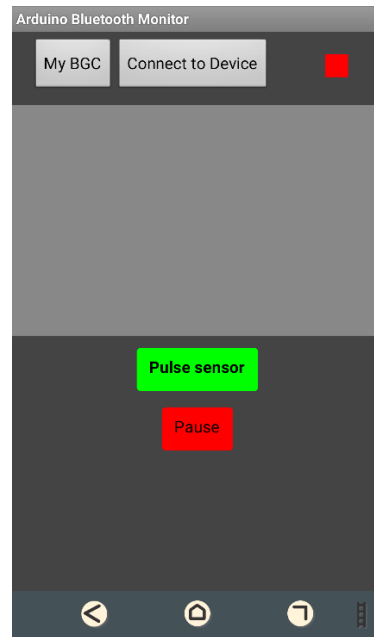 Arduino Bluetooth Monitor
My BGC Connect to Device
Pulse sensor
Pause